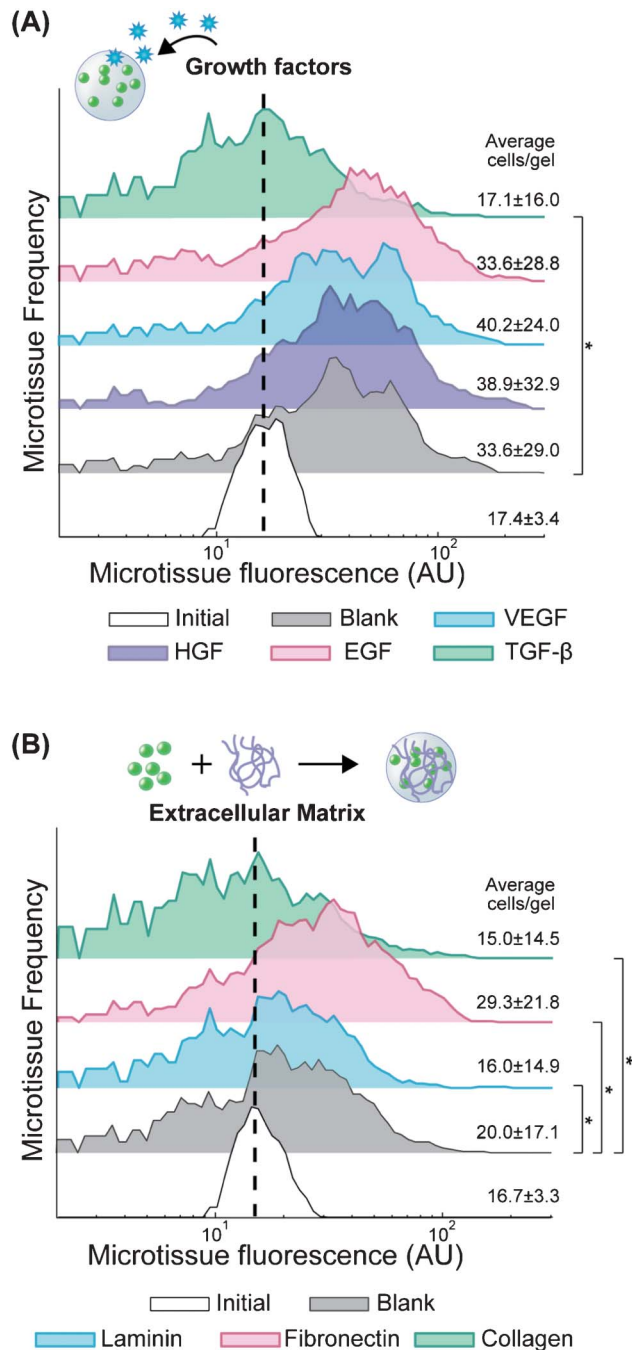 (A)
Growth factors
Microtissue Frequency
Average
cells/gel
17.1±16.0
33.6±28.8
40.2±24.0
38.9±32.9
33.6±29.0
17.4±3.4
*
10¹ 10²
Microtissue fluorescence (AU)
Initial Blank VEGF
HGF EGF TGF-β
(B)
+
Extracellular Matrix
Microtissue Frequency
Average
cells/gel
15.0±14.5
29.3±21.8
16.0±14.9
20.0±17.1
16.7±3.3
* * *
10¹ 10²
Microtissue fluorescence (AU)
Initial Blank
Laminin Fibronectin Collagen